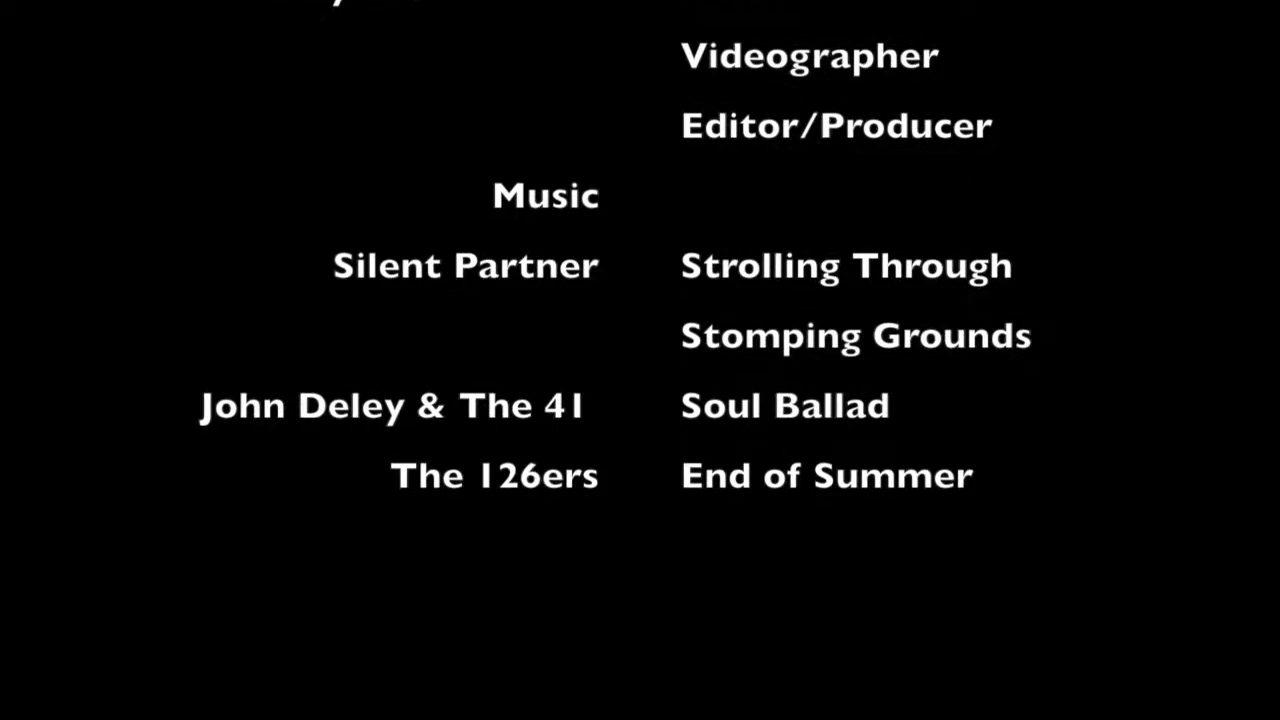 Videographer
Editor/Producer
Music
Silent Partner Strolling Through
Stomping Grounds
John Deley & The 41 Soul Ballad
The 126ers End of Summer